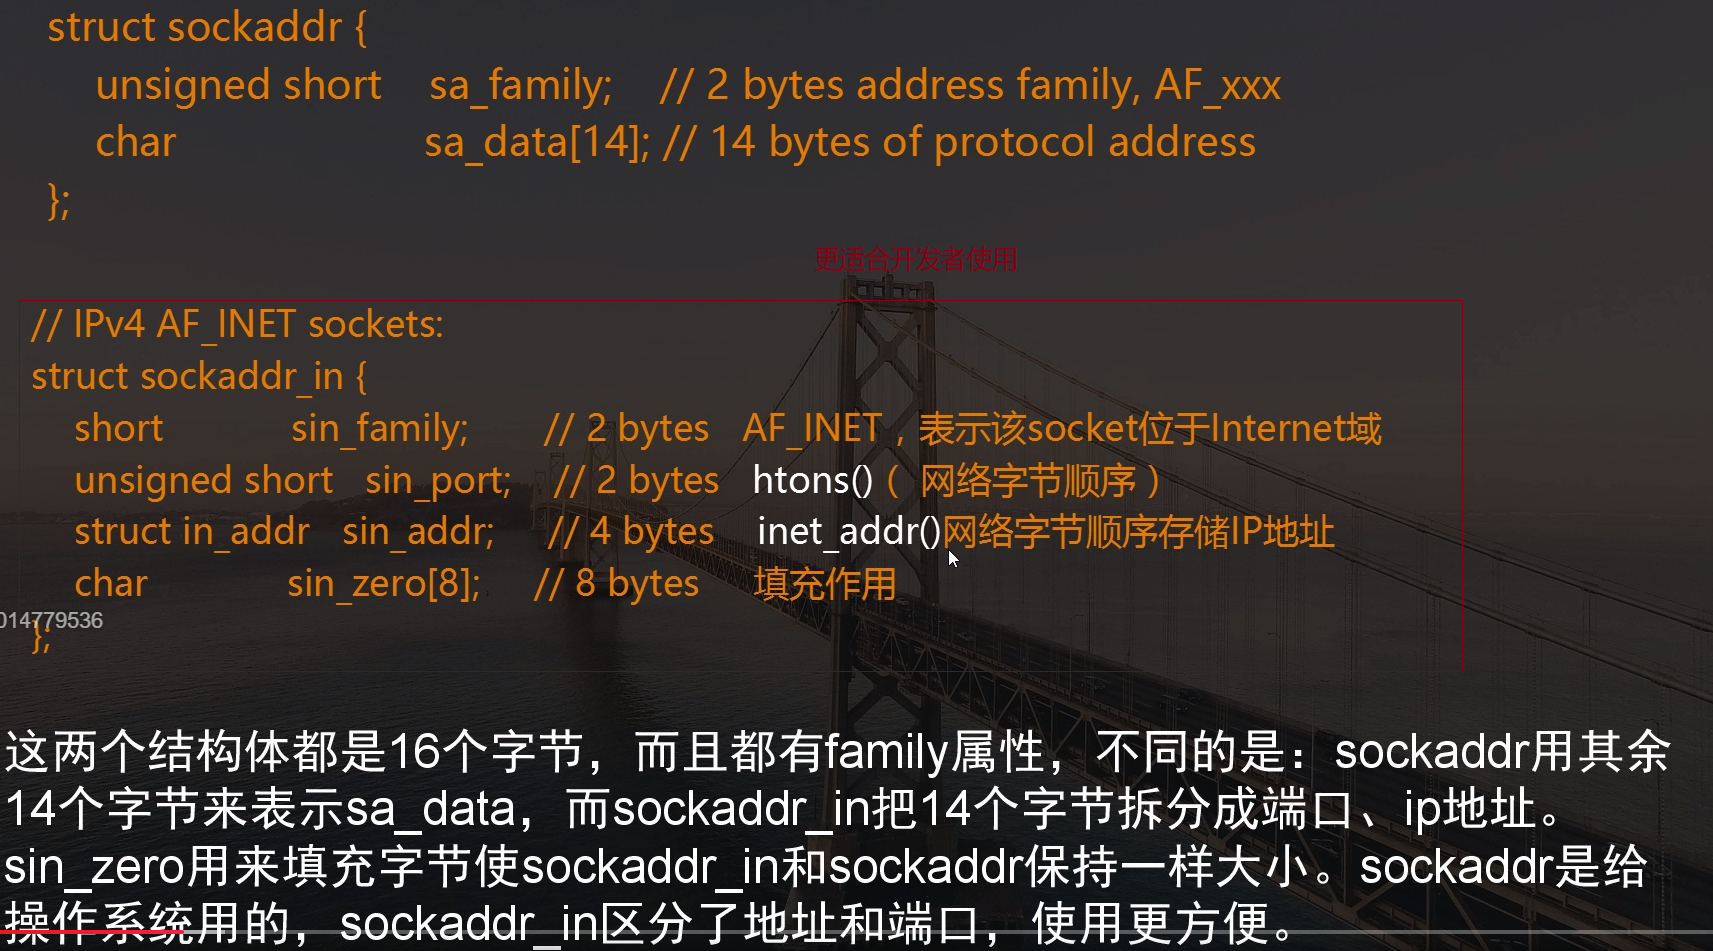 struct sockaddr {
unsigned short sa_family; // 2 bytes address family, AF_xxx
char sa_data[14]; // 14 bytes of protocol address
};
更适合开发者使用
// IPv4 AF_INET sockets:
struct sockaddr_in {
short sin_family; // 2 bytes AF_INET，表示该socket位于Internet域
unsigned short sin_port; // 2 bytes htons()（ 网络字节顺序）
struct in_addr sin_addr; // 4 bytes inet_addr()网络字节顺序存储IP地址
char sin_zero[8]; // 8 bytes 填充作用
014779536
};
这两个结构体都是16个字节，而且都有family属性，不同的是：sockaddr用其余
14个字节来表示sa_data，而sockaddr_in把14个字节拆分成端口、ip地址。
sin_zero用来填充字节使sockaddr_in和sockaddr保持一样大小。sockaddr是给
操作系统用的，sockaddr_in区分了地址和端口，使用更方便。